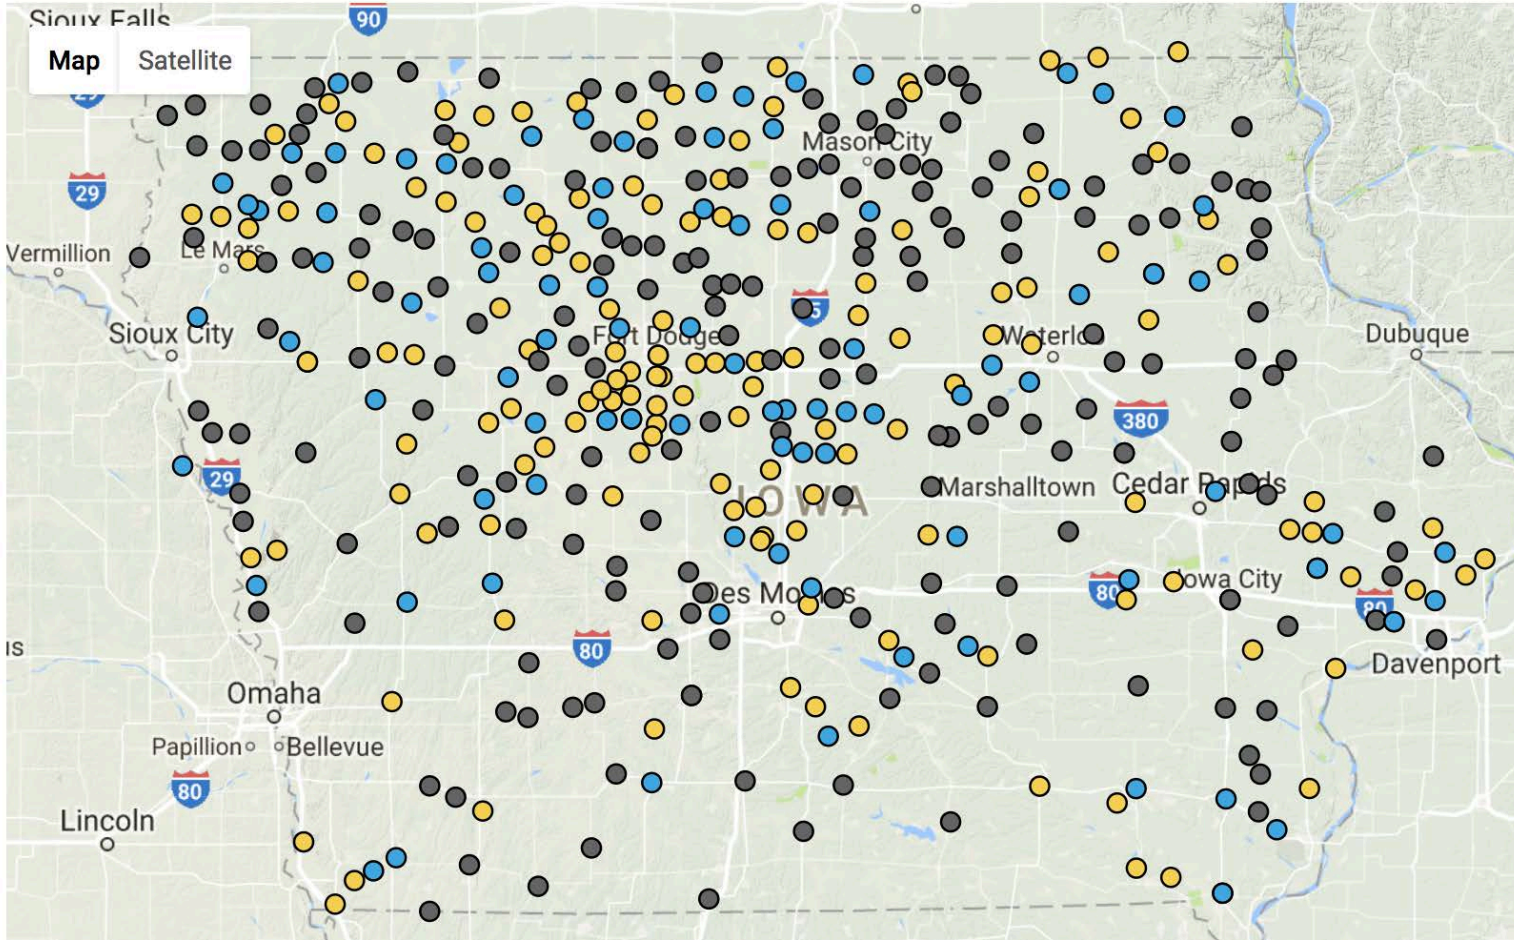 Sioux Falls
90
Map
Satellite
29
Mason City
29
Vermillion
Le Mars
Sioux City
Fort Dodge
Waterloo
Dubuque
380
29
IOWA
Marshalltown
Cedar Rapids
Des Moines
80
Iowa City
80
80
Davenport
Omaha
Papillion
Bellevue
80
Lincoln